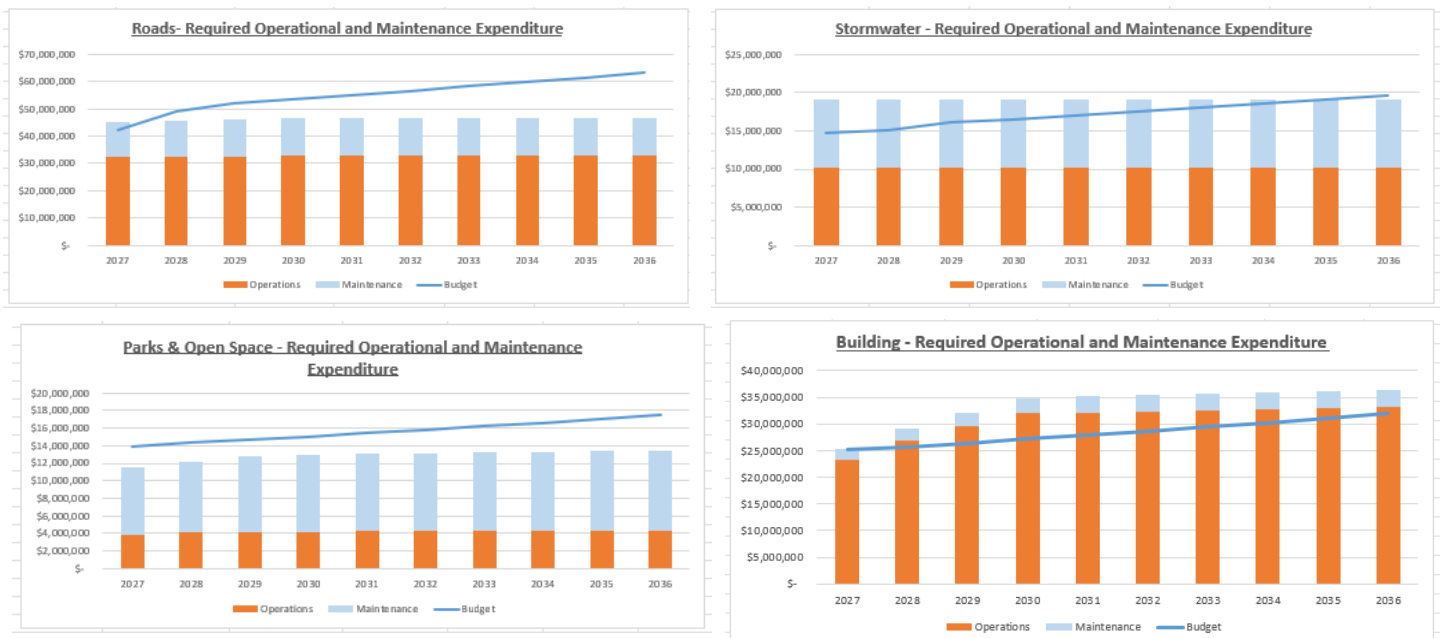 Roads- Required Operational and Maintenance Expenditure
$70,000,000
$60,000,000
$50,000,000
$40,000,000
$30,000,000
$20,000,000
$10,000,000
$-
2027 2028 2029 2030 2031 2032 2033 2034 2035 2036
Operations Maintenance Budget
Stormwater - Required Operational and Maintenance Expenditure
$25,000,000
$20,000,000
$15,000,000
$10,000,000
$5,000,000
$-
2027 2028 2029 2030 2031 2032 2033 2034 2035 2036
Operations Maintenance Budget
Parks & Open Space - Required Operational and Maintenance
Expenditure
$20,000,000
$18,000,000
$16,000,000
$14,000,000
$12,000,000
$10,000,000
$8,000,000
$6,000,000
$4,000,000
$2,000,000
$-
2027 2028 2029 2030 2031 2032 2033 2034 2035 2036
Operations Maintenance Budget
Building - Required Operational and Maintenance Expenditure
$40,000,000
$35,000,000
$30,000,000
$25,000,000
$20,000,000
$15,000,000
$10,000,000
$5,000,000
$-
2027 2028 2029 2030 2031 2032 2033 2034 2035 2036
Operations Maintenance Budget